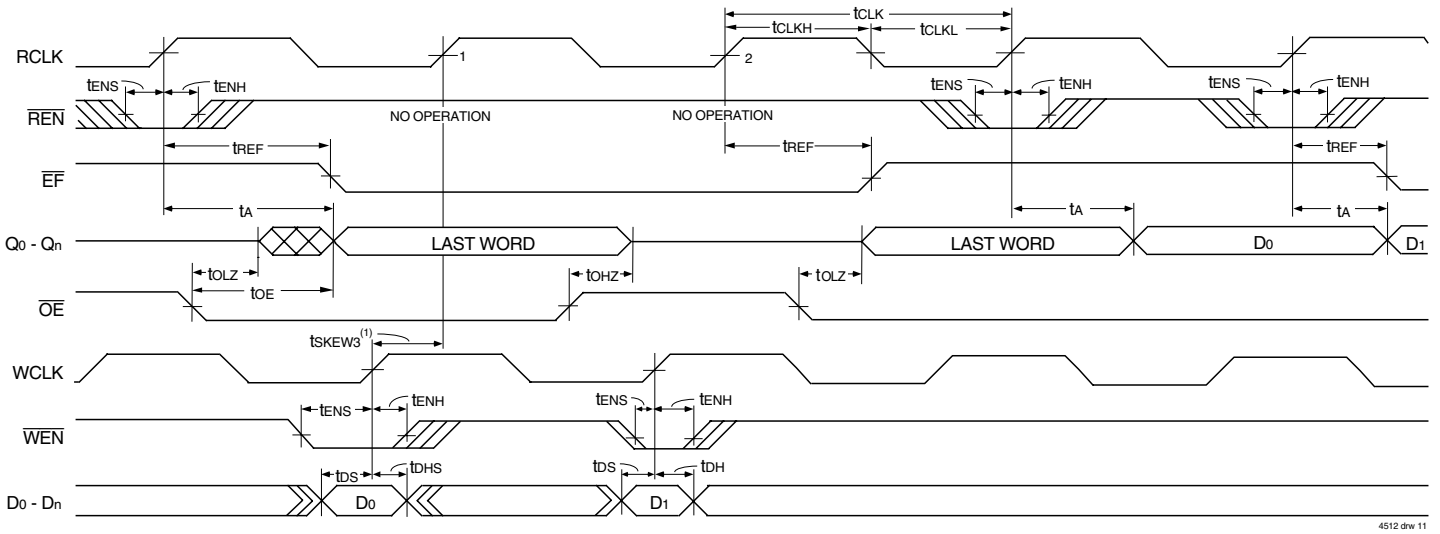 tCLK
tCLKH tCLKL
RCLK 1 2
tENS tENH tENS tENH tENS tENH
REN NO OPERATION NO OPERATION
tREF tREF tREF
EF
tA tA tA
Q0 - Qn LAST WORD LAST WORD D0 D1
tOLZ tOHZ tOLZ
tOE
OE
tSKEW3(1)
WCLK
tENS tENH tENS tENH
WEN
tDS tDHS tDS tDH
D0 - Dn D0 D1
4512 drw 11